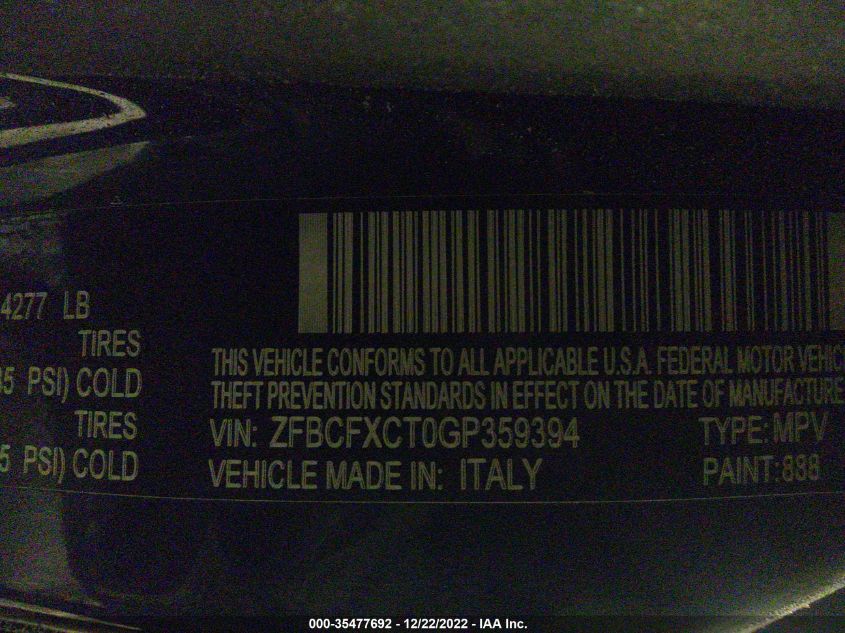 4277 LB
TIRES
PSI) COLD
TIRES
PSI) COLD
THIS VEHICLE CONFORMS TO ALL APPLICABLE U.S.A. FEDERAL MOTOR VEHIC
THEFT PREVENTION STANDARDS IN EFFECT ON THE DATE OF MANUFACTURE
VIN: ZFBCFXCT0GP359394 TYPE: MPV
VEHICLE MADE IN: ITALY PAINT: 888
000-35477692 - 12/22/2022 - IAA Inc.